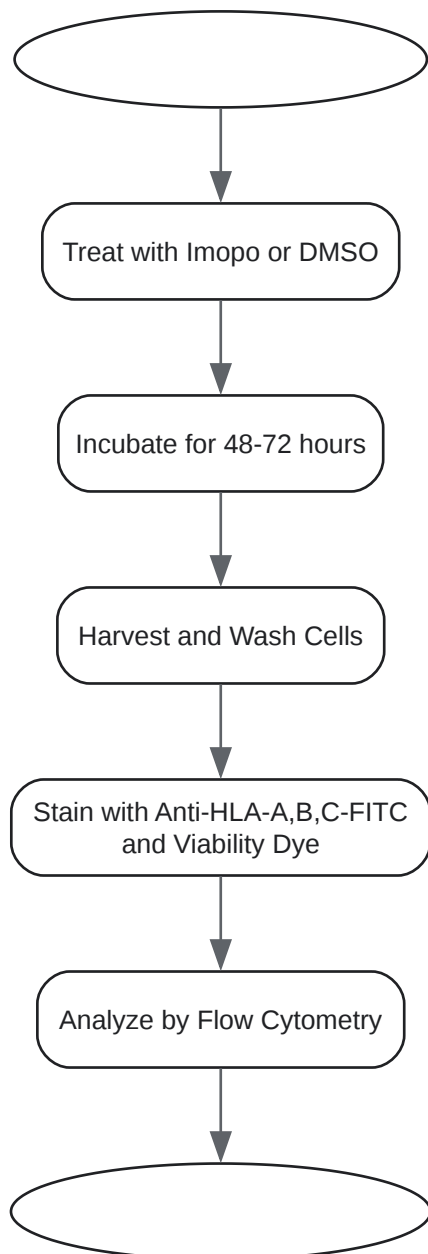 Treat with Imopo or DMSO
Incubate for 48-72 hours
Harvest and Wash Cells
Stain with Anti-HLA-A,B,C-FITC
and Viability Dye
Analyze by Flow Cytometry